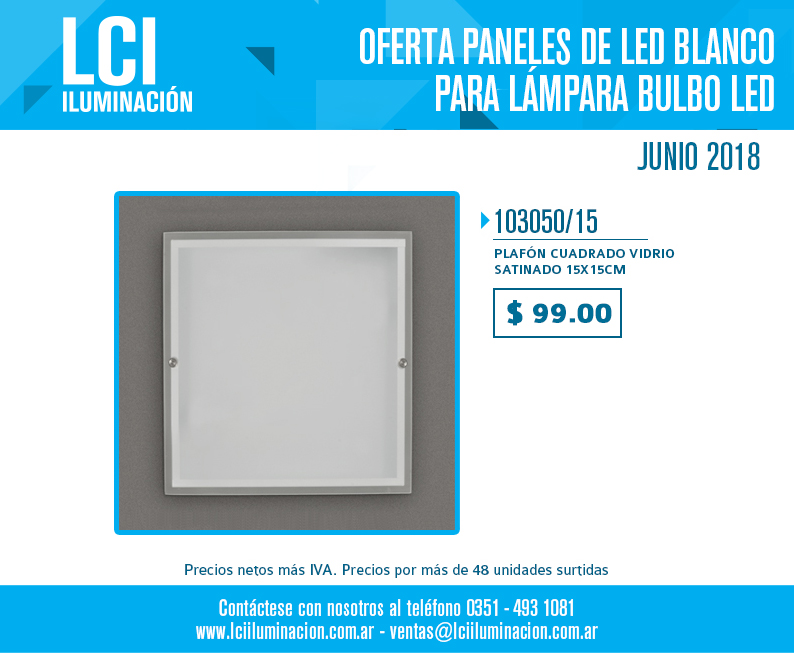 LCI
ILUMINACIÓN
OFERTA PANELES DE LED BLANCO
PARA LÁMPARA BULBO LED
JUNIO 2018
103050/15
PLAFÓN CUADRADO VIDRIO
SATINADO 15X15CM
$ 99.00
Precios netos más IVA. Precios por más de 48 unidades surtidas
Contáctese con nosotros al teléfono 0351 - 493 1081
www.lciiluminacion.com.ar - ventas@lciiluminacion.com.ar